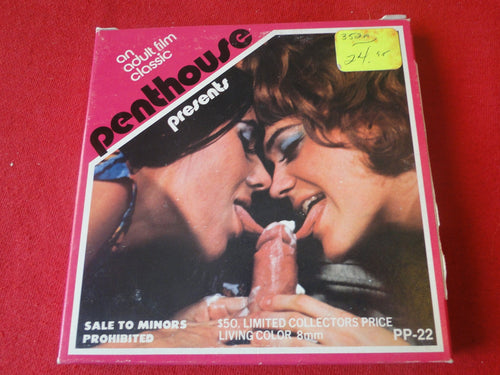 an
adult film
classic
penthouse
presents
24.
SALE TO MINORS
PROHIBITED
$50. LIMITED COLLECTORS PRICE
LIVING COLOR 8mm
PP-22